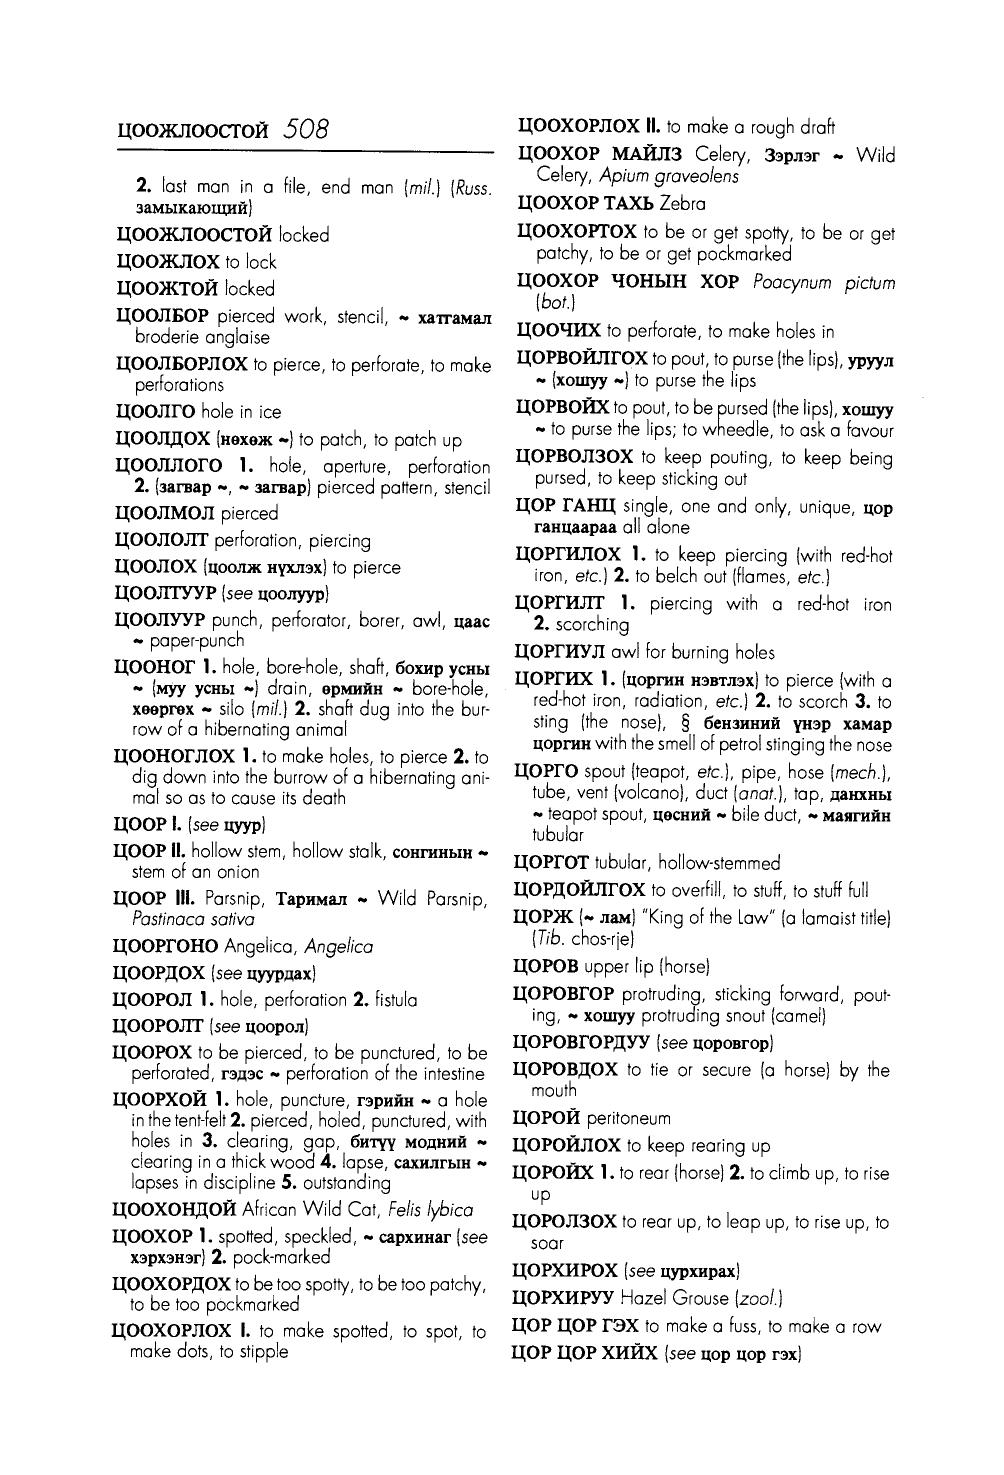 ЦООЖЛООСТОЙ 508
2. last man in a file, end man (mil.) (Russ.
замыкающий)
ЦООЖЛООСТОЙ locked
ЦООЖЛОХ to lock
ЦООЖТОЙ locked
ЦООЛБОР pierced work, stencil, ~ хатгамал
broderie anglaise
ЦООЛБОРЛОХ to pierce, to perforate, to make
perforations
ЦООЛГО hole in ice
ЦООЛДОХ (нөхөж ~) to patch, to patch up
ЦООЛЛОГО 1. hole, aperture, perforation
2. (загвар ~, ~ загвар) pierced pattern, stencil
ЦООЛМОЛ pierced
ЦООЛОЛТ perforation, piercing
ЦООЛОХ (цоолж нүхлэх) to pierce
ЦООЛТУУР (see цоолуур)
ЦООЛУУР punch, perforator, borer, awl, цаас
~ paper-punch
ЦООНОГ 1. hole, bore-hole, shaft, бохир усны
~ (муу усны ~) drain, өрмийн ~ bore-hole,
хөөргөх ~ silo (mil.) 2. shaft dug into the bur-
row of a hibernating animal
ЦООНОГЛОХ 1. to make holes, to pierce 2. to
dig down into the burrow of a hibernating ani-
mal so as to cause its death
ЦООР I. (see цуур)
ЦООР II. hollow stem, hollow stalk, сонгинын ~
stem of an onion
ЦООР III. Parsnip, Таримал ~ Wild Parsnip,
Pastinaca sativa
ЦООРГОНО Angelica, Angelica
ЦООРДОХ (see цуурдах)
ЦООРОЛ 1. hole, perforation 2. fistula
ЦООРОЛТ (see цоорол)
ЦООРОХ to be pierced, to be punctured, to be
perforated, гэдэс ~ perforation of the intestine
ЦООРХОЙ 1. hole, puncture, гэрийн ~ a hole
in the tent-felt 2. pierced, holed, punctured, with
holes in 3. clearing, gap, битүү модний ~
clearing in a thick wood 4. lapse, сахилгын ~
lapses in discipline 5. outstanding
ЦООХОНДОЙ African Wild Cat, Felis lybica
ЦООХОР 1. spotted, speckled, ~ сархинаг (see
хэрхэнэг) 2. pock-marked
ЦООХОРДОХ to be too spotty, to be too patchy,
to be too pockmarked
ЦООХОРЛОХ I. to make spotted, to spot, to
make dots, to stipple
ЦООХОРЛОХ II. to make a rough draft
ЦООХОР МАЙЛЗ Celery, Зэрлэг ~ Wild
Celery, Apium graveolens
ЦООХОР ТАХЬ Zebra
ЦООХОРТОХ to be or get spotty, to be or get
patchy, to be or get pockmarked
ЦООХОР ЧОНЫН ХОР Poacynum pictum
(bot.)
ЦООЧИХ to perforate, to make holes in
ЦОРВОЙЛГОХ to pout, to purse (the lips), уруул
~ (хошуу ~) to purse the lips
ЦОРВОЙХ to pout, to be pursed (the lips), хошуу
~ to purse the lips; to wheedle, to ask a favour
ЦОРВОЛЗОХ to keep pouting, to keep being
pursed, to keep sticking out
ЦОР ГАНЦ single, one and only, unique, цор
ганцаараа all alone
ЦОРГИЛОХ 1. to keep piercing (with red-hot
iron, etc.) 2. to belch out (flames, etc.)
ЦОРГИЛТ 1. piercing with a red-hot iron
2. scorching
ЦОРГИУЛ awl for burning holes
ЦОРГИХ 1. (цоргин нэвтлэх) to pierce (with a
red-hot iron, radiation, etc.) 2. to scorch 3. to
sting (the nose), § бензиний үнэр хамар
цоргин with the smell of petrol stinging the nose
ЦОРГО spout (teapot, etc.), pipe, hose (mech.),
tube, vent (volcano), duct (anat.), tap, данхны
~ teapot spout, цөсний ~ bile duct, ~ маягийн
tubular
ЦОРГОТ tubular, hollow-stemmed
ЦОРДОЙЛГОХ to overfill, to stuff, to stuff full
ЦОРЖ (~ лам) "King of the Law" (a lamaist title)
(Tib. chos-rje)
ЦОРОВ upper lip (horse)
ЦОРОВГОР protruding, sticking forward, pout-
ing, ~ хошуу protruding snout (camel)
ЦОРОВГОРДУУ (see цоровгор)
ЦОРОВДОХ to tie or secure (a horse) by the
mouth
ЦОРОЙ peritoneum
ЦОРОЙЛОХ to keep rearing up
ЦОРОЙХ 1. to rear (horse) 2. to climb up, to rise
up
ЦОРОЛЗОХ to rear up, to leap up, to rise up, to
soar
ЦОРХИРОХ (see цурхирах)
ЦОРХИРУУ Hazel Grouse (zool.)
ЦОР ЦОР ГЭХ to make a fuss, to make a row
ЦОР ЦОР ХИЙХ (see цор цор гэх)